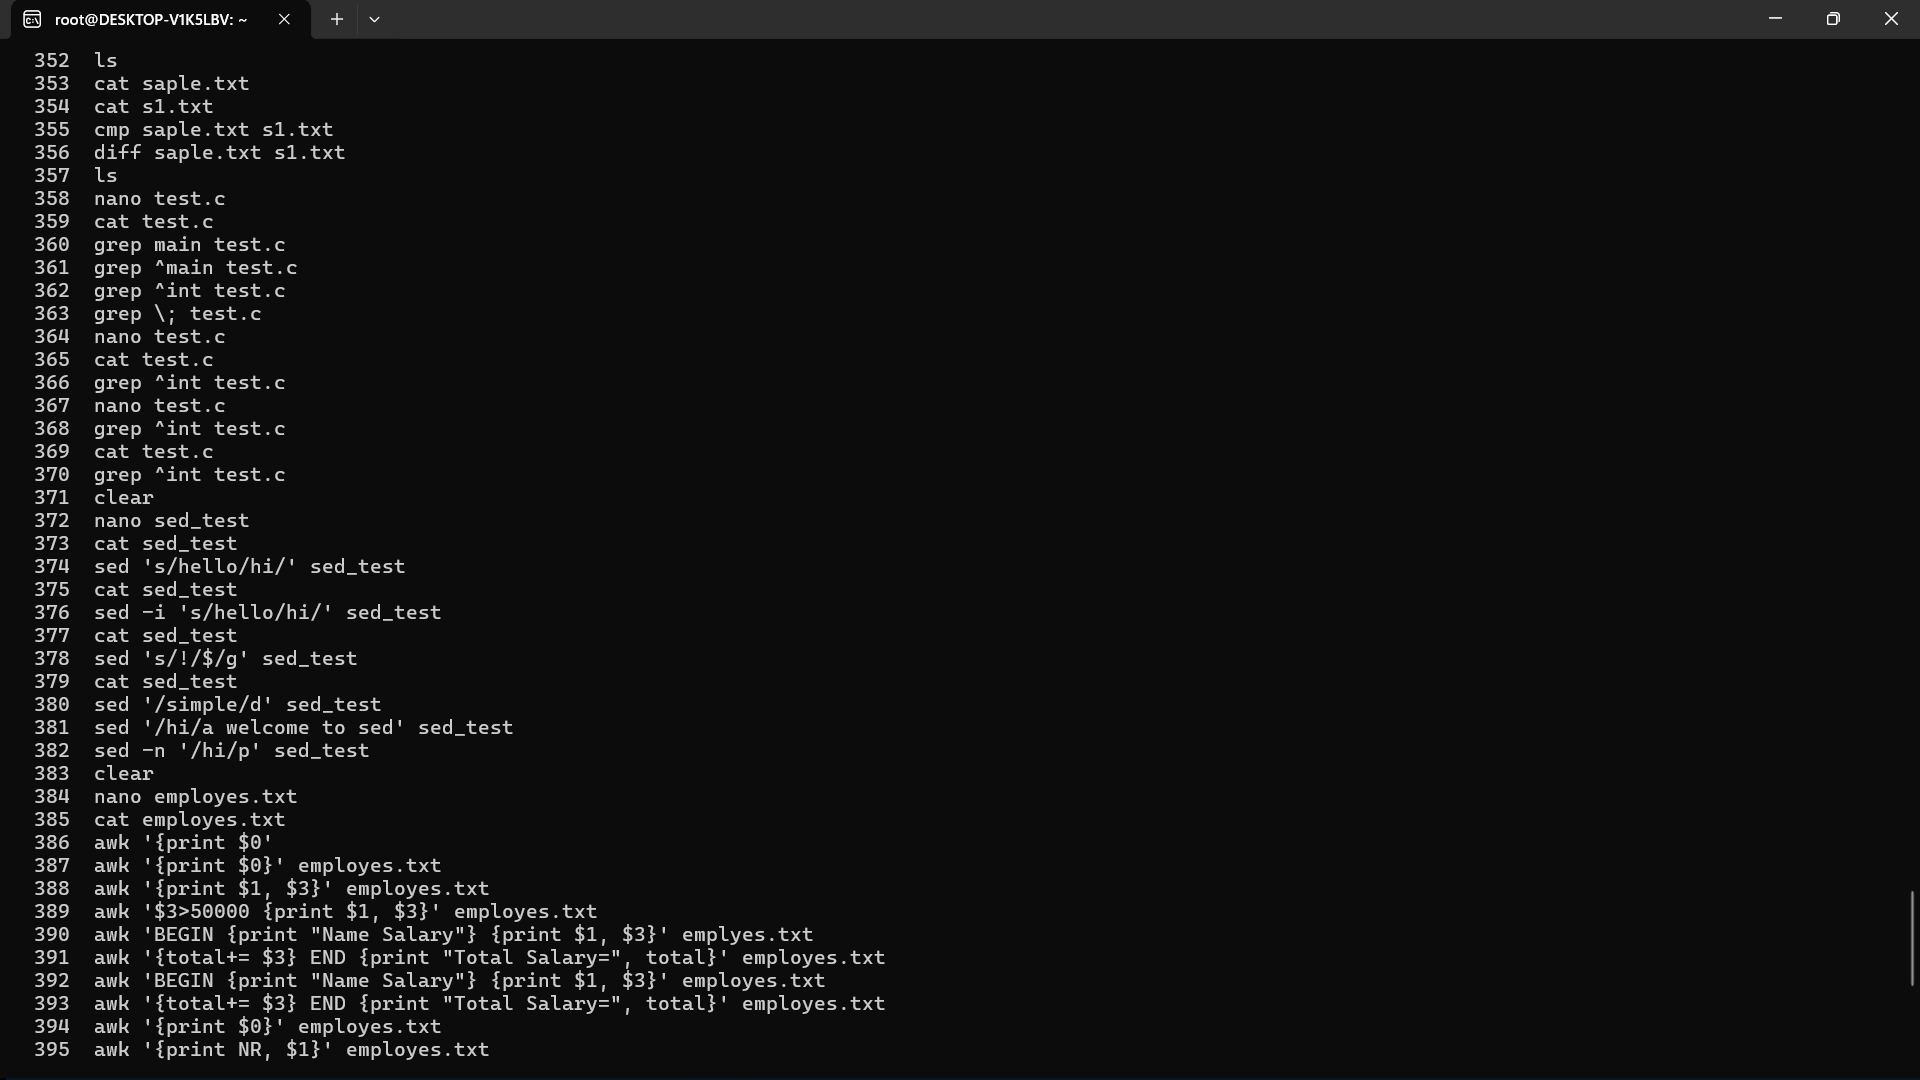 root@DESKTOP-V1K5LBV: ~
352  ls
353  cat saple.txt
354  cat s1.txt
355  cmp saple.txt s1.txt
356  diff saple.txt s1.txt
357  ls
358  nano test.c
359  cat test.c
360  grep main test.c
361  grep ^main test.c
362  grep ^int test.c
363  grep \; test.c
364  nano test.c
365  cat test.c
366  grep ^int test.c
367  nano test.c
368  grep ^int test.c
369  cat test.c
370  grep ^int test.c
371  clear
372  nano sed_test
373  cat sed_test
374  sed 's/hello/hi/' sed_test
375  cat sed_test
376  sed -i 's/hello/hi/' sed_test
377  cat sed_test
378  sed 's/!/$/g' sed_test
379  cat sed_test
380  sed '/simple/d' sed_test
381  sed '/hi/a welcome to sed' sed_test
382  sed -n '/hi/p' sed_test
383  clear
384  nano employes.txt
385  cat employes.txt
386  awk '{print $0'
387  awk '{print $0}' employes.txt
388  awk '{print $1, $3}' employes.txt
389  awk '$3>50000 {print $1, $3}' employes.txt
390  awk 'BEGIN {print "Name Salary"} {print $1, $3}' emplyes.txt
391  awk '{total+= $3} END {print "Total Salary=", total}' employes.txt
392  awk 'BEGIN {print "Name Salary"} {print $1, $3}' employes.txt
393  awk '{total+= $3} END {print "Total Salary=", total}' employes.txt
394  awk '{print $0}' employes.txt
395  awk '{print NR, $1}' employes.txt